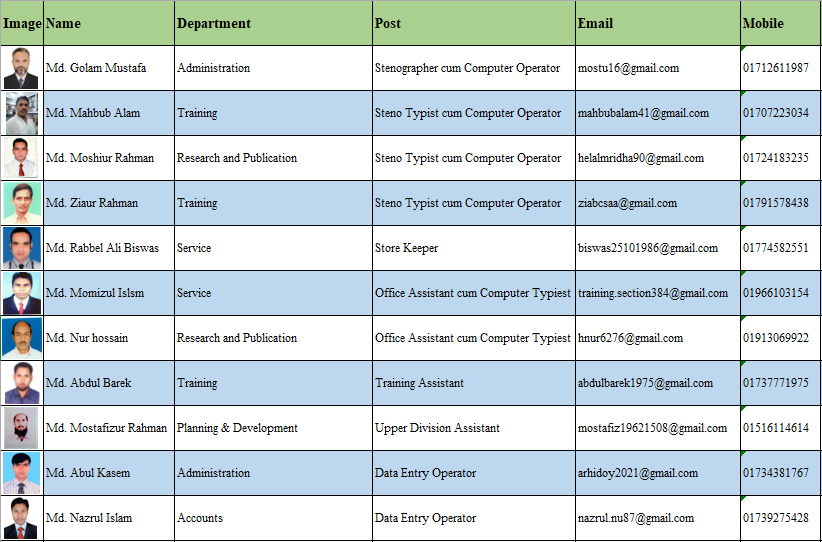 Image Name Department Post Email Mobile
Md. Golam Mustafa Administration Stenographer cum Computer Operator mostu16@gmail.com 01712611987
Md. Mahbub Alam Training Steno Typist cum Computer Operator mahbubalam41@gmail.com 01707223034
Md. Moshiur Rahman Research and Publication Steno Typist cum Computer Operator helalmridha90@gmail.com 01724183235
Md. Ziaur Rahman Training Steno Typist cum Computer Operator ziabcsaa@gmail.com 01791578438
Md. Rabbel Ali Biswas Service Store Keeper biswas25101986@gmail.com 01774582551
Md. Momizul Islsm Service Office Assistant cum Computer Typiest training.section384@gmail.com 01966103154
Md. Nur hossain Research and Publication Office Assistant cum Computer Typiest hnur6276@gmail.com 01913069922
Md. Abdul Barek Training Training Assistant abdulbarek1975@gmail.com 01737771975
Md. Mostafizur Rahman Planning & Development Upper Division Assistant mostafiz19621508@gmail.com 01516114614
Md. Abul Kasem Administration Data Entry Operator arhidoy2021@gmail.com 01734381767
Md. Nazrul Islam Accounts Data Entry Operator nazrul.nu87@gmail.com 01739275428